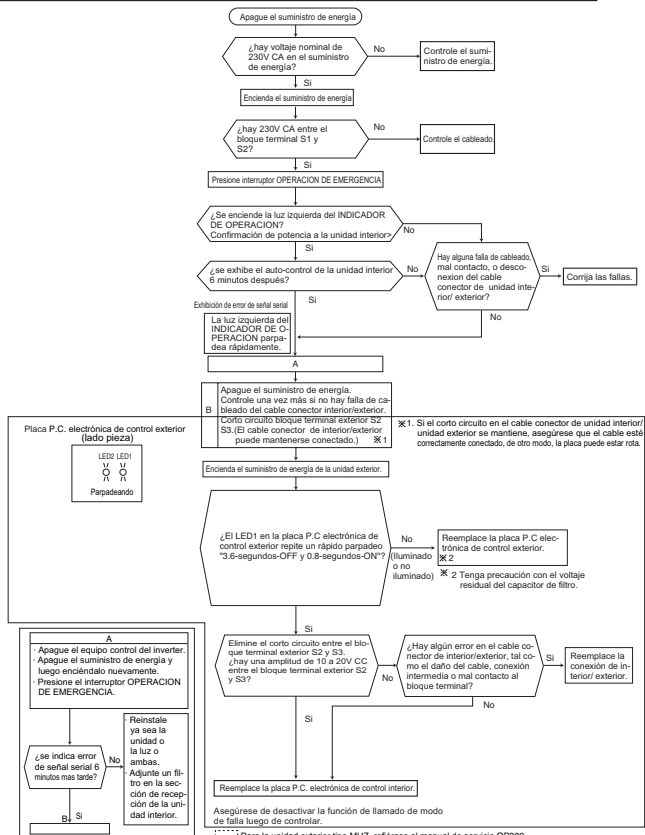 Apague el suministro de energía
¿hay voltaje nominal de
230V CA en el suministro
de energía?
No
Controle el sumi-
nistro de energía.
Si
Encienda el suministro de energía
¿hay 230V CA entre el
bloque terminal S1 y
S2?
No
Controle el cableado.
Si
Presione interruptor OPERACION DE EMERGENCIA
¿Se enciende la luz izquierda del INDICADOR
DE OPERACION?
Confirmación de potencia a la unidad interior>
No
Si
¿se exhibe el auto-control de la unidad interior
6 minutos después?
No
Hay alguna falla de cableado,
mal contacto, o desco-
nexion del cable
conector de unidad inte-
rior/ exterior?
Si
Corrija las fallas.
No
Si
Exhibición de error de señal serial
La luz izquierda del
INDICADOR DE O-
PERACION parpa-
dea rápidamente.
A
B
Apague el suministro de energía.
Controle una vez más si no hay falla de ca-
bleado del cable conector interior/exterior.
Corto circuito bloque terminal exterior S2
S3.(El cable conector de interior/exterior
puede mantenerse conectado.) ※1
※1. Si el corto circuito en el cable conector de unidad interior/
unidad exterior se mantiene, asegúrese que el cable esté
correctamente conectado, de otro modo, la placa puede estar rota.
Placa P.C. electrónica de control exterior
(lado pieza)
LED2 LED1
Parpadeando
Encienda el suministro de energía de la unidad exterior.
¿El LED1 en la placa P.C electrónica de
control exterior repite un rápido parpadeo
"3.6-segundos-OFF y 0.8-segundos-ON"?
No
(Iluminado
o no
iluminado)
Reemplace la placa P.C elec-
trónica de control exterior.
※2
※ 2 Tenga precaución con el voltaje
residual del capacitor de filtro.
Si
Elimine el corto circuito entre el blo-
que terminal exterior S2 y S3.
¿hay una amplitud de 10 a 20V CC
entre el bloque terminal exterior S2
y S3?
No
¿Hay algún error en el cable co-
nector de interior/exterior, tal co-
mo el daño del cable, conexión
intermedia o mal contacto al
bloque terminal?
Si
Reemplace la
conexión de in-
terior/ exterior.
No
Si
Reemplace la placa P.C. electrónica de control interior.
Asegúrese de desactivar la función de llamado de modo
de falla luego de controlar.
A
· Apague el equipo control del inverter.
· Apague el suministro de energía y
luego enciéndalo nuevamente.
· Presione el interruptor OPERACION
DE EMERGENCIA.
¿se indica error
de señal serial 6
minutos mas tarde?
No
· Reinstale
ya sea la
unidad o
la luz o
ambas.
· Adjunte un fil-
tro en la sec-
ción de recep-
ción de la uni-
dad interior.
Si
B